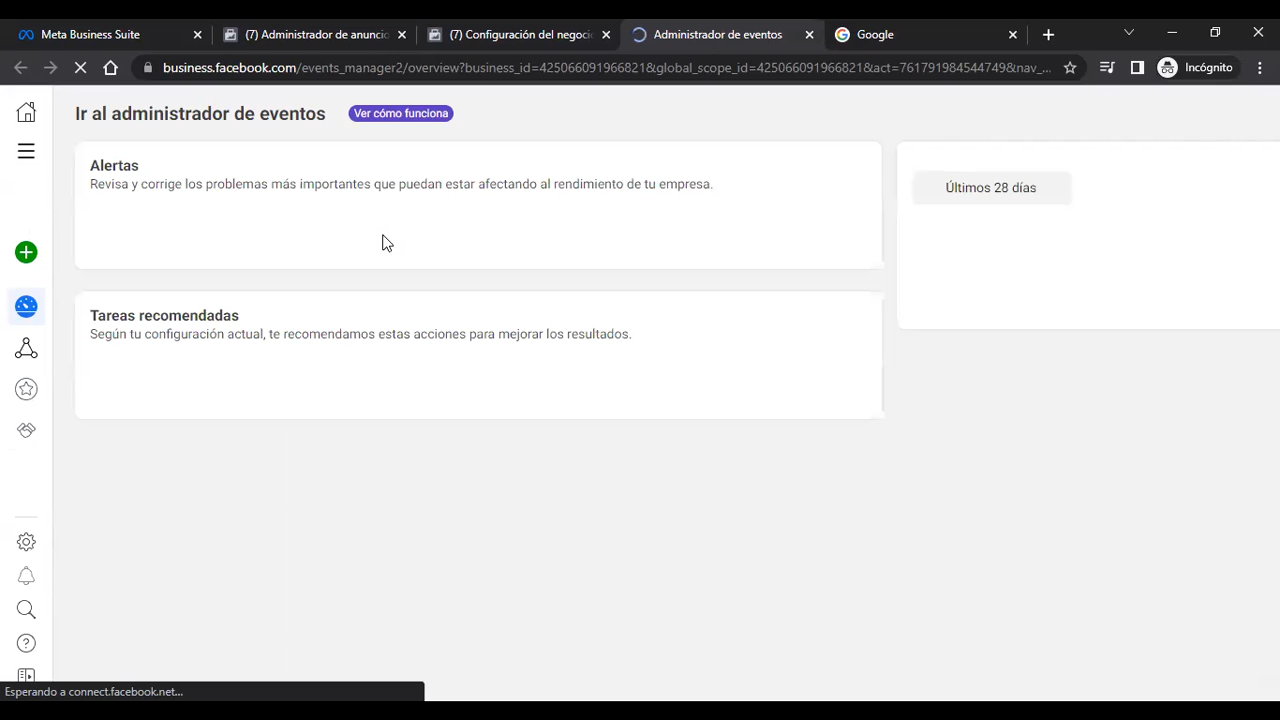 Meta Business Suite
(7) Administrador de anuncio
(7) Configuración del negoci
Administrador de eventos
Google
business.facebook.com/events_manager2/overview?business_id=425066091966821&global_scope_id=425066091966821&act=761791984544749&nav_...
Incógnito
Ir al administrador de eventos
Ver cómo funciona
Alertas
Revisa y corrige los problemas más importantes que puedan estar afectando al rendimiento de tu empresa.
Últimos 28 días
Tareas recomendadas
Según tu configuración actual, te recomendamos estas acciones para mejorar los resultados.
Esperando a connect.facebook.net...